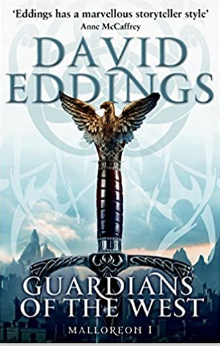 ‘Eddings has a marvellous storyteller style’
Anne McCaffrey
DAVID
EDDINGS
GUARDIANS
OF THE WEST
MALLOREON I